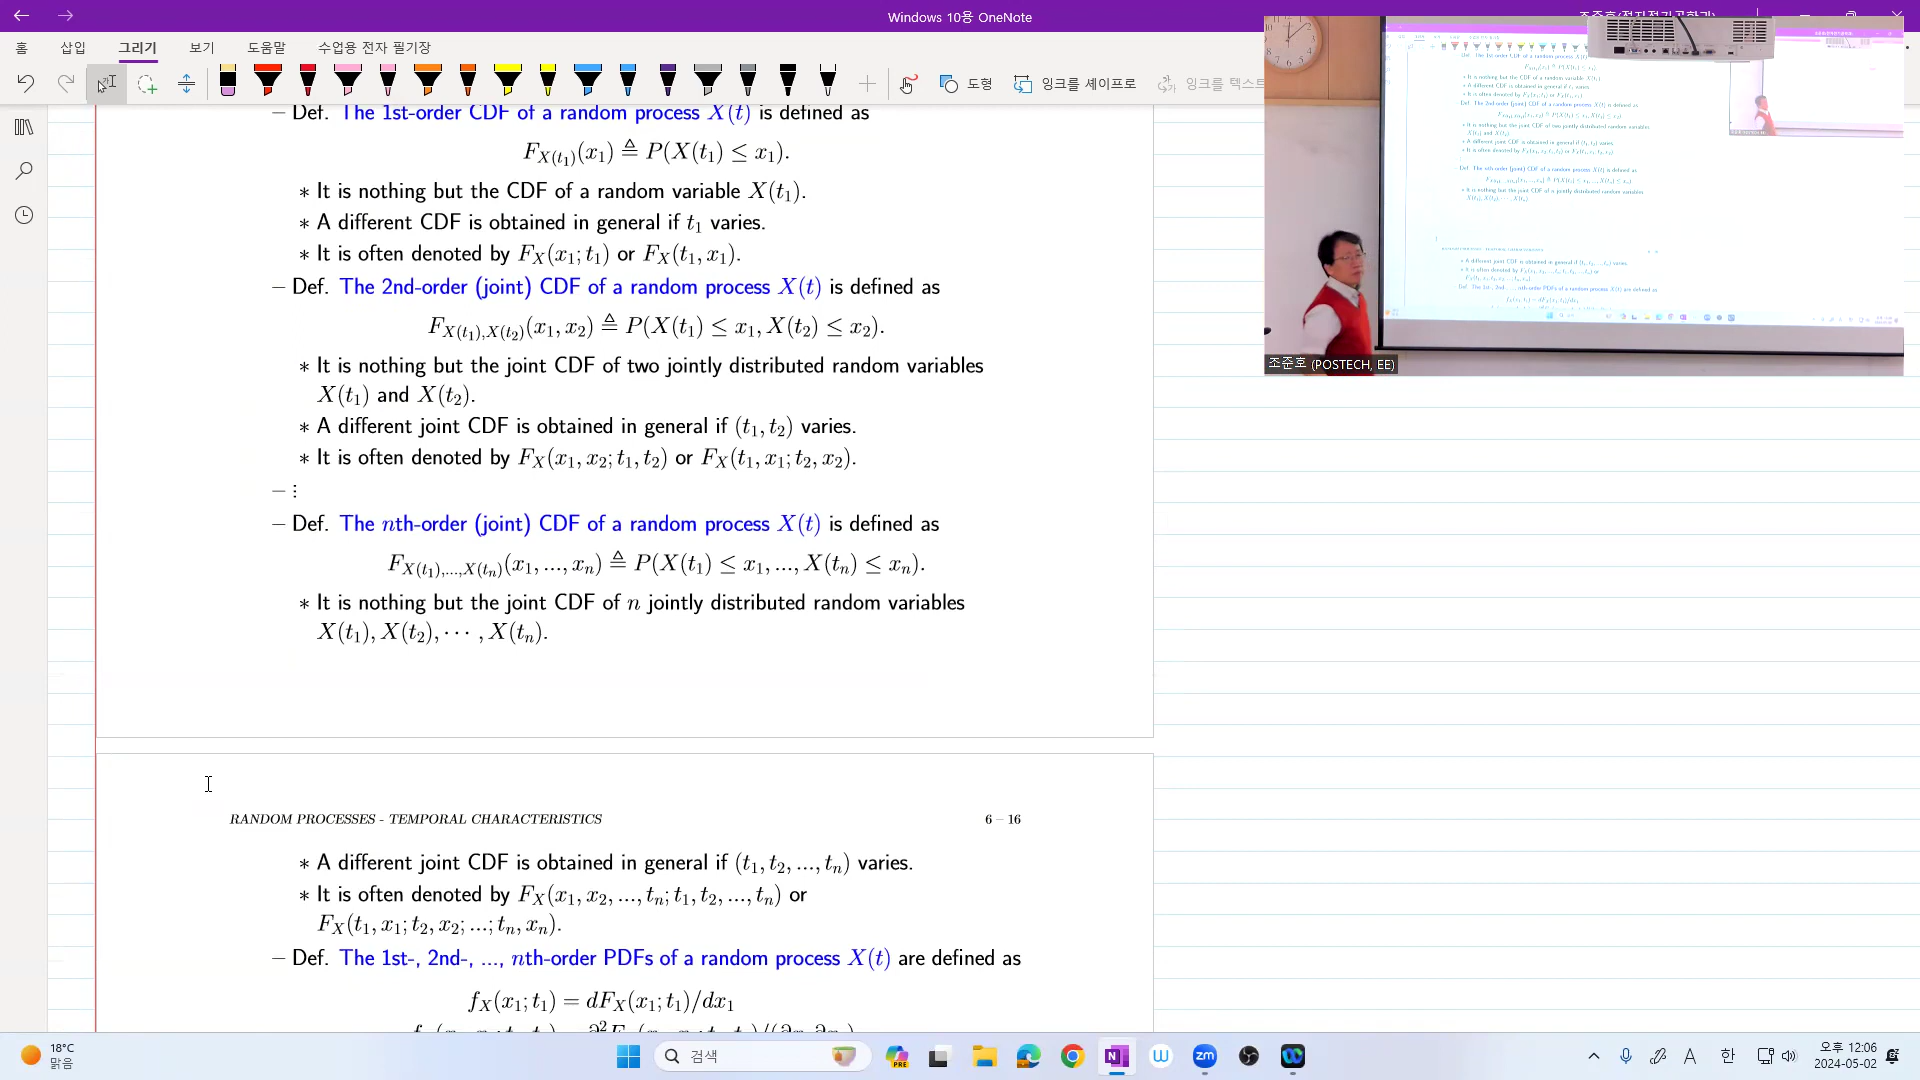 Windows 10용 OneNote
홈 삽입 그리기 보기 도움말 수업용 전자 필기장
도형 잉크를 셰이프로 잉크를 텍스트
– Def. The 1st-order CDF of a random process X(t) is defined as
F_{X(t_1)}(x_1) ≜ P(X(t_1) ≤ x_1).
∗ It is nothing but the CDF of a random variable X(t_1).
∗ A different CDF is obtained in general if t_1 varies.
∗ It is often denoted by F_X(x_1; t_1) or F_X(t_1, x_1).
– Def. The 2nd-order (joint) CDF of a random process X(t) is defined as
F_{X(t_1),X(t_2)}(x_1, x_2) ≜ P(X(t_1) ≤ x_1, X(t_2) ≤ x_2).
∗ It is nothing but the joint CDF of two jointly distributed random variables
X(t_1) and X(t_2).
∗ A different joint CDF is obtained in general if (t_1, t_2) varies.
∗ It is often denoted by F_X(x_1, x_2; t_1, t_2) or F_X(t_1, x_1; t_2, x_2).
– ⋮
– Def. The nth-order (joint) CDF of a random process X(t) is defined as
F_{X(t_1),...,X(t_n)}(x_1, ..., x_n) ≜ P(X(t_1) ≤ x_1, ..., X(t_n) ≤ x_n).
∗ It is nothing but the joint CDF of n jointly distributed random variables
X(t_1), X(t_2), ··· , X(t_n).
RANDOM PROCESSES - TEMPORAL CHARACTERISTICS 6 – 16
∗ A different joint CDF is obtained in general if (t_1, t_2, ..., t_n) varies.
∗ It is often denoted by F_X(x_1, x_2, ..., t_n; t_1, t_2, ..., t_n) or
F_X(t_1, x_1; t_2, x_2; ...; t_n, x_n).
– Def. The 1st-, 2nd-, ..., nth-order PDFs of a random process X(t) are defined as
f_X(x_1; t_1) = dF_X(x_1; t_1)/dx_1
조준호 (POSTECH, EE)
18°C
맑음
검색
한
오후 12:06
2024-05-02